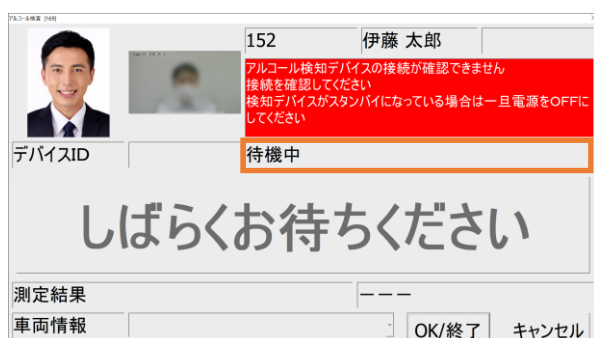 アルコール検査 [169]
152
伊藤 太郎
アルコール検知デバイスの接続が確認できません
接続を確認してください
検知デバイスがスタンバイになっている場合は一旦電源をOFFに
してください
デバイスID
待機中
しばらくお待ちください
測定結果
ーーー
車両情報
OK/終了
キャンセル